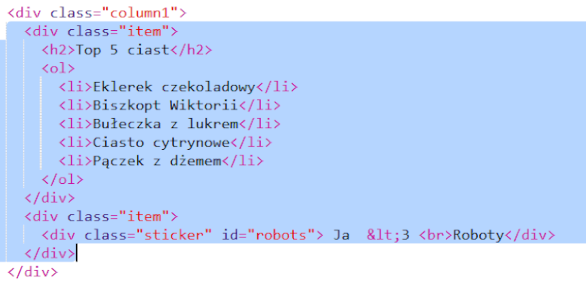 <div class="column1">
<div class="item">
<h2>Top 5 ciast</h2>
<ol>
<li>Eklerek czekoladowy</li>
<li>Biszkopt Wiktorii</li>
<li>Bułeczka z lukrem</li>
<li>Ciasto cytrynowe</li>
<li>Pączek z dżemem</li>
</ol>
</div>
<div class="item">
<div class="sticker" id="robots"> Ja  &lt;3 <br>Roboty</div>
</div>
</div>